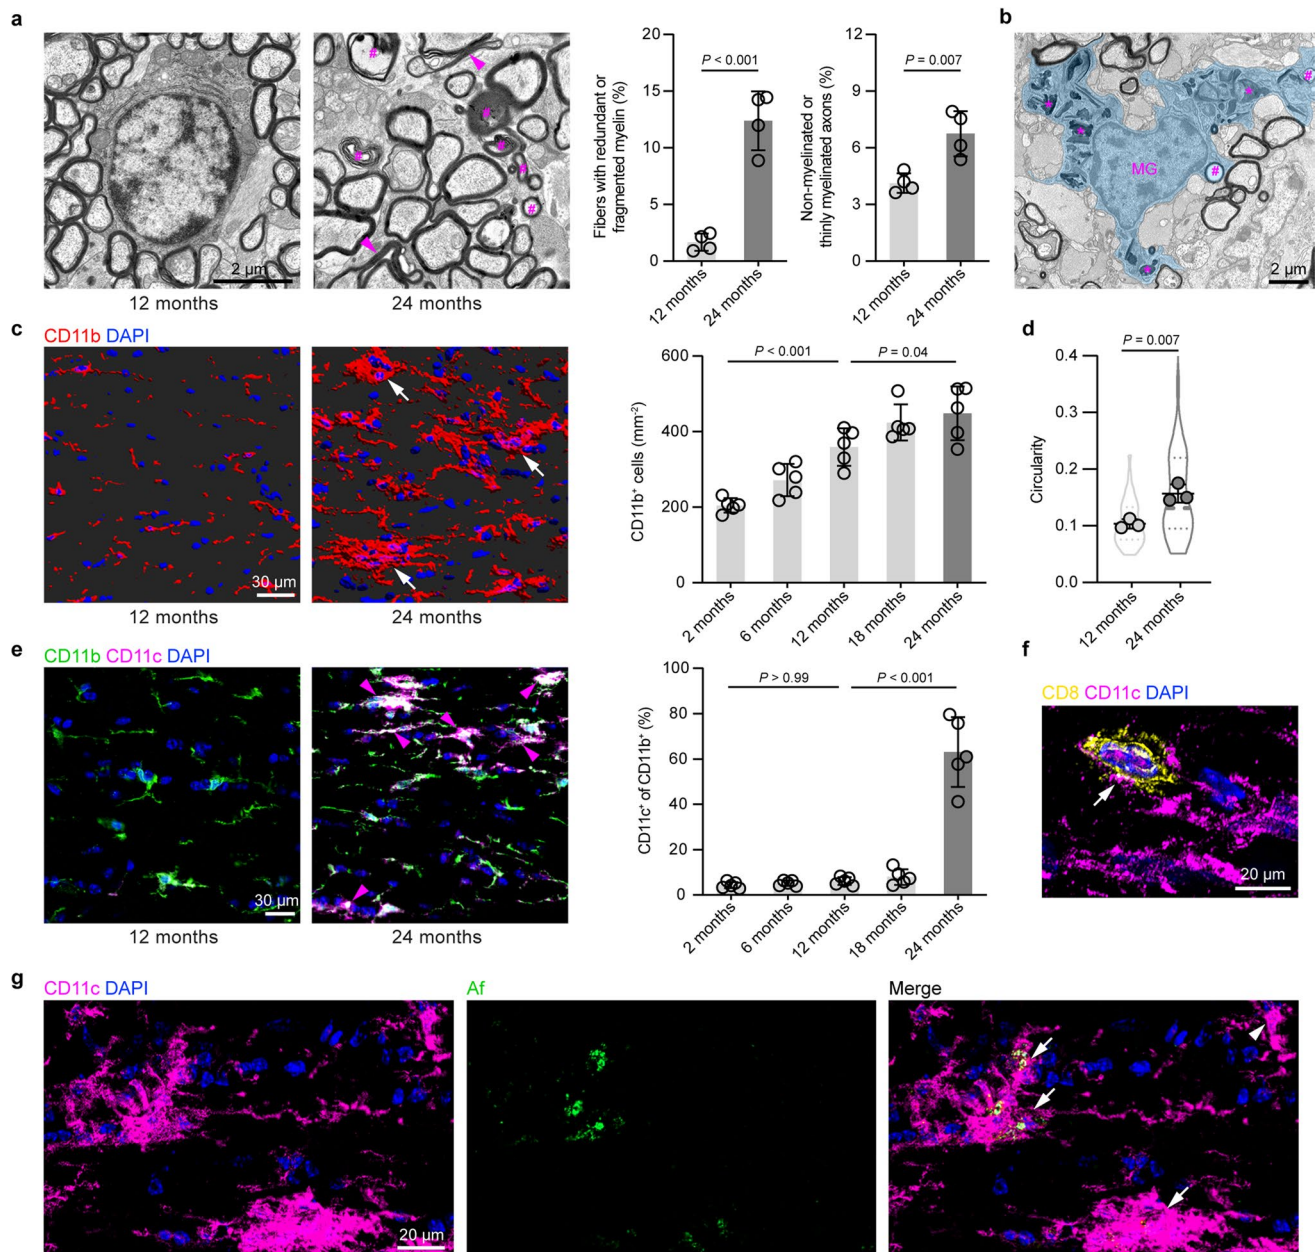 a
#
#
#
#
#
#
2 µm
12 months
24 months
Fibers with redundant or
fragmented myelin (%)
20
15
10
5
0
P < 0.001
12 months
24 months
Non-myelinated or
thinly myelinated axons (%)
12
9
6
3
0
P = 0.007
12 months
24 months
b
#
*
*
*
MG
#
*
2 µm
c
CD11b DAPI
30 µm
12 months
24 months
CD11b⁺ cells (mm⁻²)
600
400
200
0
P < 0.001
P = 0.04
2 months
6 months
12 months
18 months
24 months
d
Circularity
0.4
0.3
0.2
0.1
0.0
P = 0.007
12 months
24 months
e
CD11b CD11c DAPI
30 µm
12 months
24 months
CD11c⁺ of CD11b⁺ (%)
100
80
60
40
20
0
P > 0.99
P < 0.001
2 months
6 months
12 months
18 months
24 months
f
CD8 CD11c DAPI
20 µm
g
CD11c DAPI
20 µm
Af
Merge